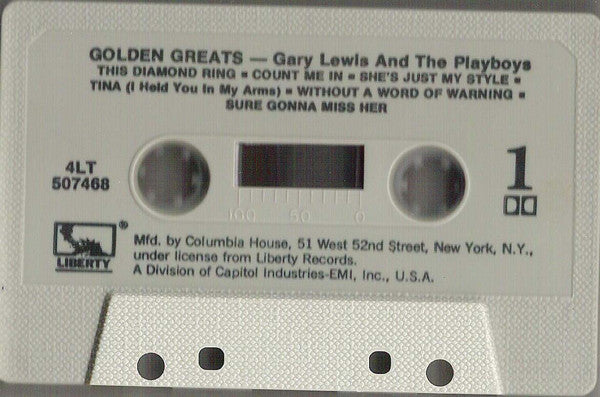 GOLDEN GREATS — Gary Lewis And The Playboys
THIS DIAMOND RING ▪ COUNT ME IN ▪ SHE'S JUST MY STYLE ▪
TINA (I Held You In My Arms) ▪ WITHOUT A WORD OF WARNING ▪
SURE GONNA MISS HER
4LT
507468
1
100 50 0
LIBERTY®
Mfd. by Columbia House, 51 West 52nd Street, New York, N.Y.,
under license from Liberty Records.
A Division of Capitol Industries-EMI, Inc., U.S.A.